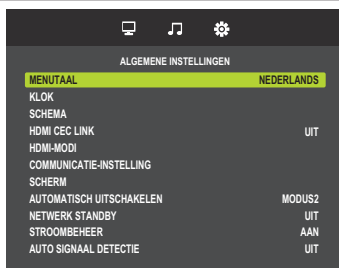 ALGEMENE INSTELLINGEN
MENUTAAL NEDERLANDS
KLOK
SCHEMA
HDMI CEC LINK UIT
HDMI-MODI
COMMUNICATIE-INSTELLING
SCHERM
AUTOMATISCH UITSCHAKELEN MODUS2
NETWERK STANDBY UIT
STROOMBEHEER AAN
AUTO SIGNAAL DETECTIE UIT